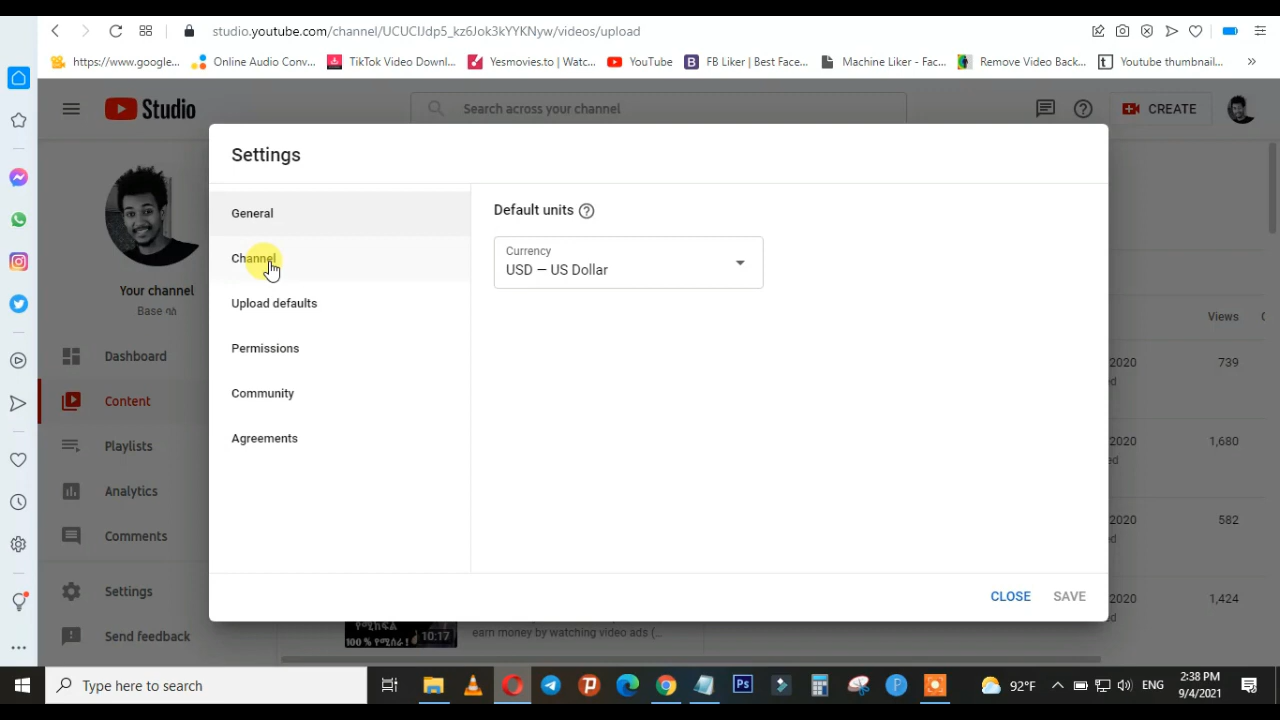 studio.youtube.com/channel/UCUClJdp5_kz6Jok3kYYKNyw/videos/upload
https://www.google... Online Audio Conv... TikTok Video Downl... Yesmovies.to | Watc... YouTube FB Liker | Best Face... Machine Liker - Fac... Remove Video Back... Youtube thumbnail... »
Studio Search across your channel CREATE
Settings
General
Default units
Channel
Currency
USD — US Dollar
Upload defaults
Permissions
Community
Agreements
CLOSE SAVE
Your channel
Base
Dashboard
Content
Playlists
Analytics
Comments
Settings
Send feedback
Views
2020 739
2020 1,680
2020 582
2020 1,424
የሚከፍል
100 % የሚሰራ! 10:17
earn money by watching video ads (...
Type here to search
Ps
92°F ENG
2:38 PM
9/4/2021